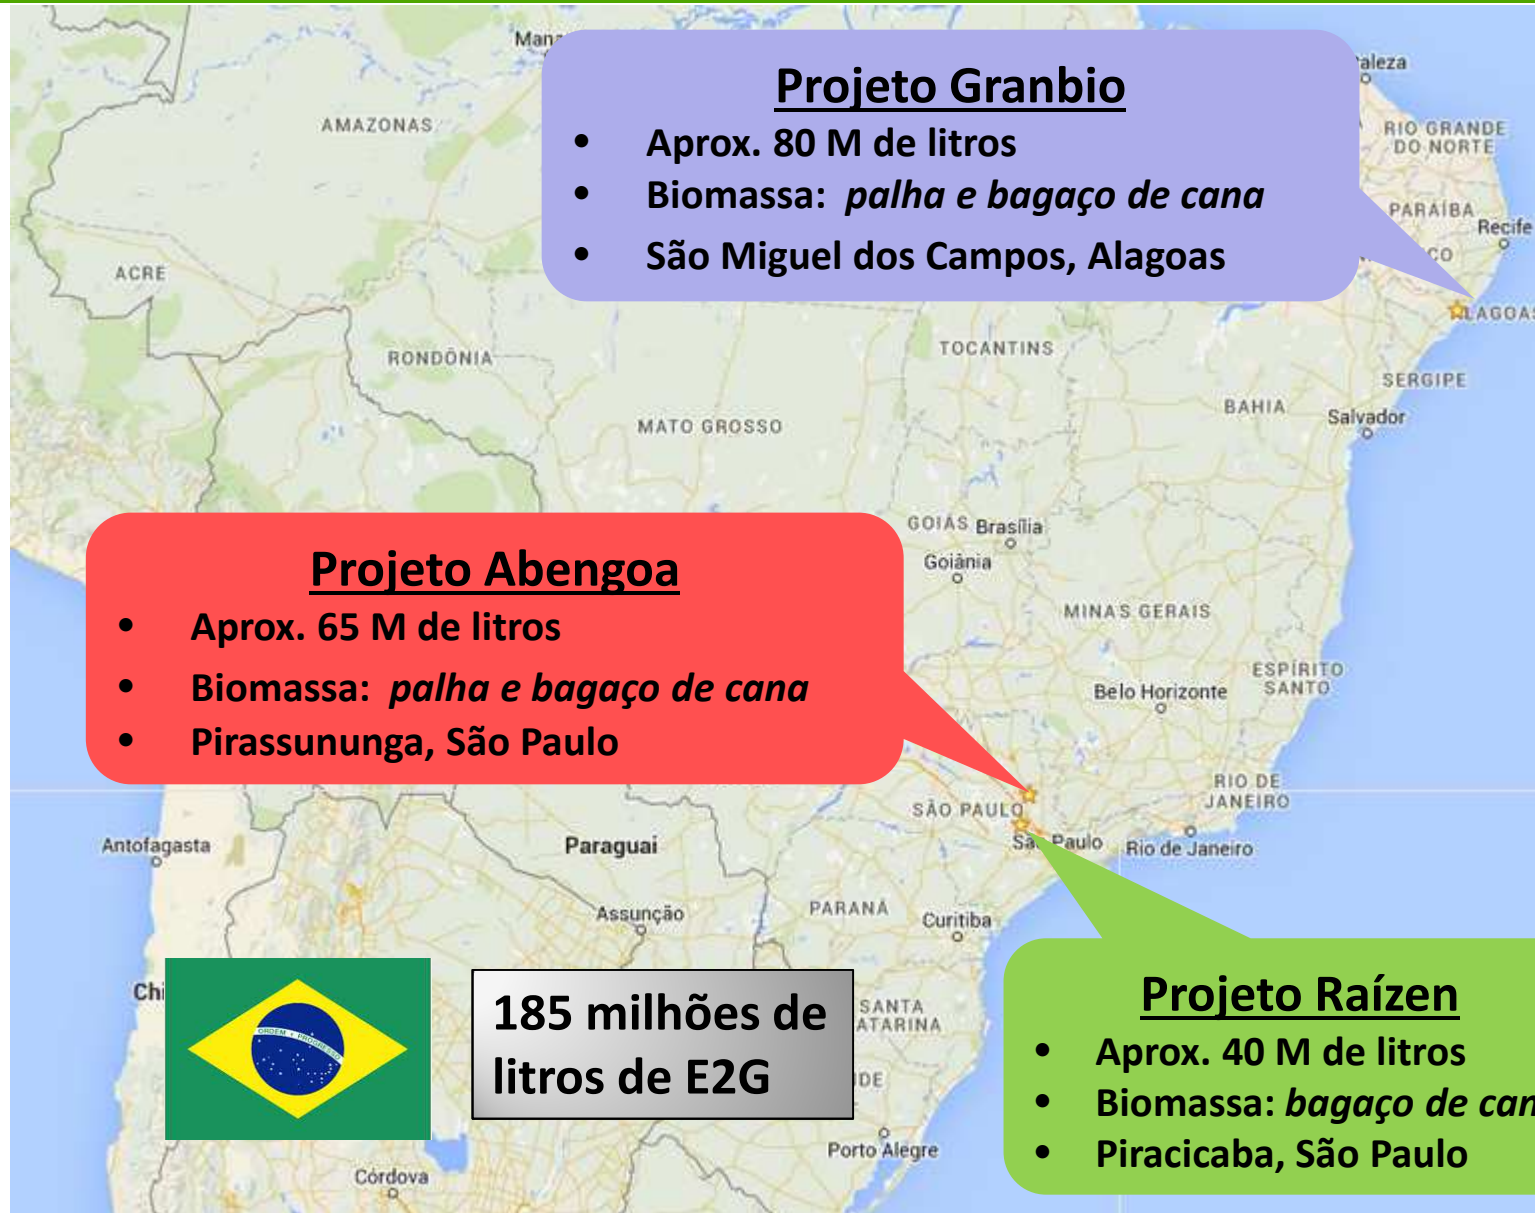 Projeto Granbio
• Aprox. 80 M de litros
• Biomassa: palha e bagaço de cana
• São Miguel dos Campos, Alagoas
AMAZONAS
RIO GRANDE
DO NORTE
PARAÍBA
Recife
ACRE
RONDÔNIA
TOCANTINS
SERGIPE
BAHIA
Salvador
MATO GROSSO
GOIÁS
Brasília
Goiânia
Projeto Abengoa
• Aprox. 65 M de litros
• Biomassa: palha e bagaço de cana
• Pirassununga, São Paulo
MINAS GERAIS
ESPÍRITO
SANTO
Belo Horizonte
RIO DE
JANEIRO
SÃO PAULO
Paulo
Rio de Janeiro
Antofagasta
Paraguai
Assunção
PARANÁ
Curitiba
ORDEM E PROGRESSO
185 milhões de
litros de E2G
SANTA
Projeto Raízen
• Aprox. 40 M de litros
• Biomassa: bagaço de
• Piracicaba, São Paulo
Porto Alegre
Córdova